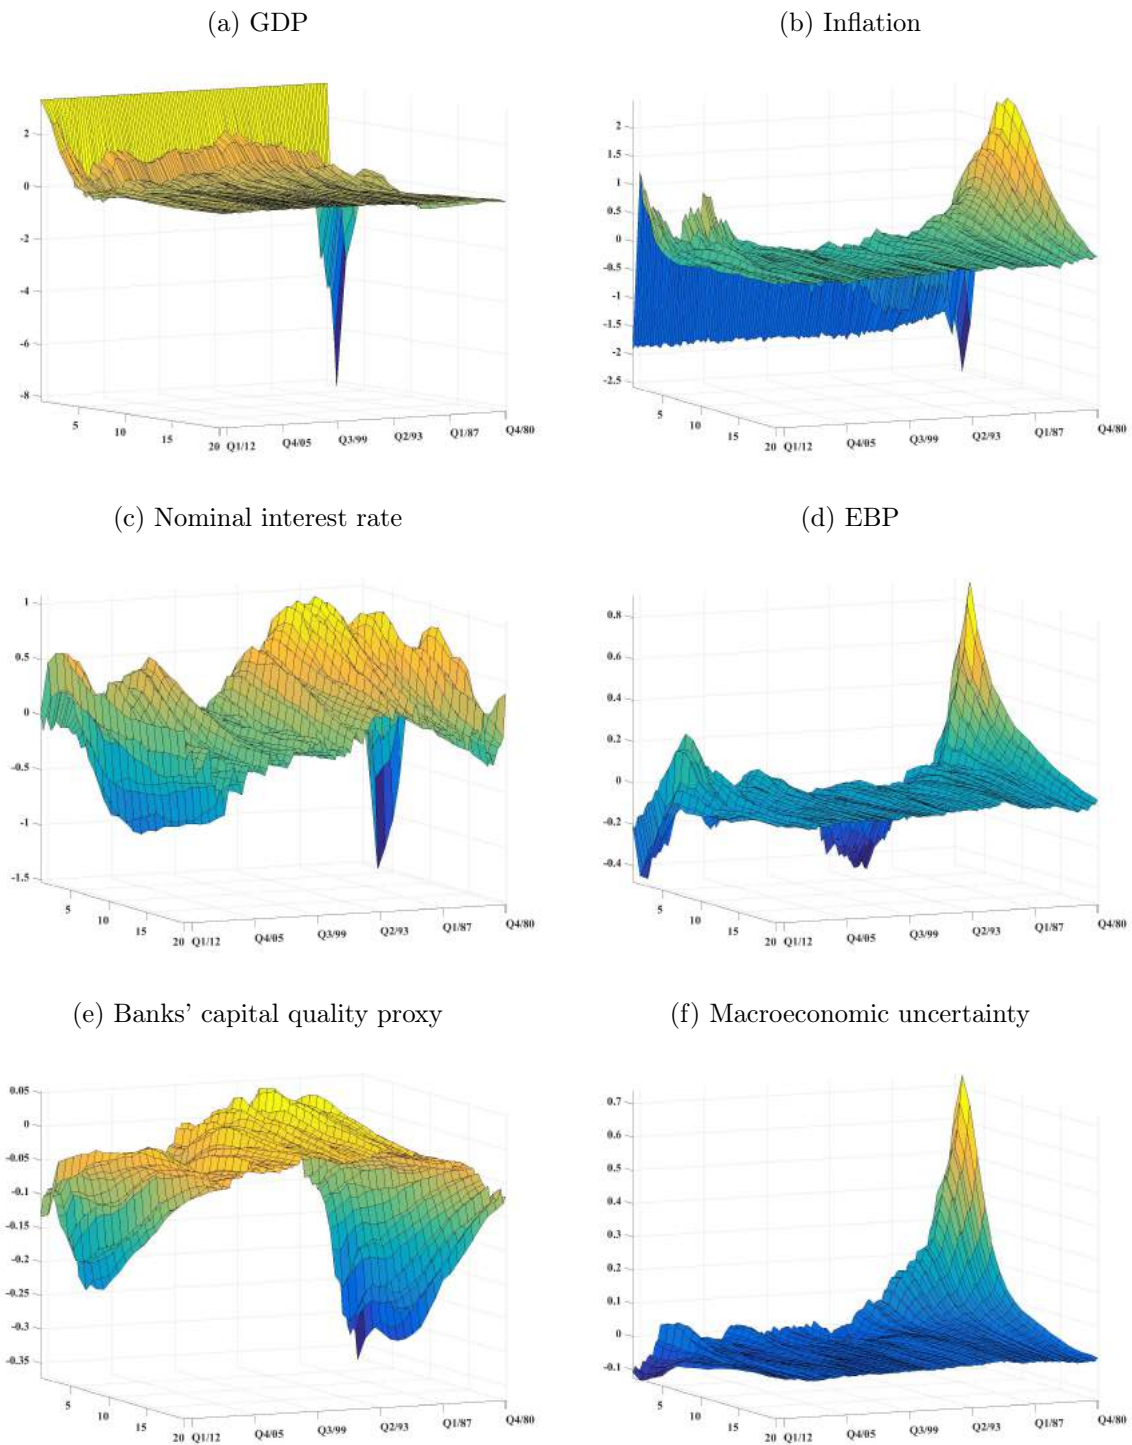 (a) GDP
(b) Inflation
2
0
-2
-4
-6
-8
5
10
15
20 Q1/12
Q4/05
Q3/99
Q2/93
Q1/87
Q4/80
2
1.5
1
0.5
0
-0.5
-1
-1.5
-2
-2.5
5
15
20 Q1/12
Q4/05
Q3/99
Q2/93
Q1/87
Q4/80
(c) Nominal interest rate
(d) EBP
1
0.5
0
-0.5
-1
-1.5
5
10
15
20 Q1/12
Q4/05
Q3/99
Q2/93
Q1/87
Q4/80
0.8
0.6
0.4
0.2
0
-0.2
-0.4
5
10
15
20 Q1/12
Q4/05
Q3/99
Q2/93
Q1/87
Q4/80
(e) Banks' capital quality proxy
(f) Macroeconomic uncertainty
0.05
0
-0.05
-0.1
-0.15
-0.2
-0.25
-0.3
-0.35
5
10
15
20 Q1/12
Q4/05
Q3/99
Q2/93
Q1/87
Q4/80
0.7
0.6
0.5
0.4
0.3
0.2
0.1
0
-0.1
5
10
15
20 Q1/12
Q4/05
Q3/99
Q2/93
Q1/87
Q4/80